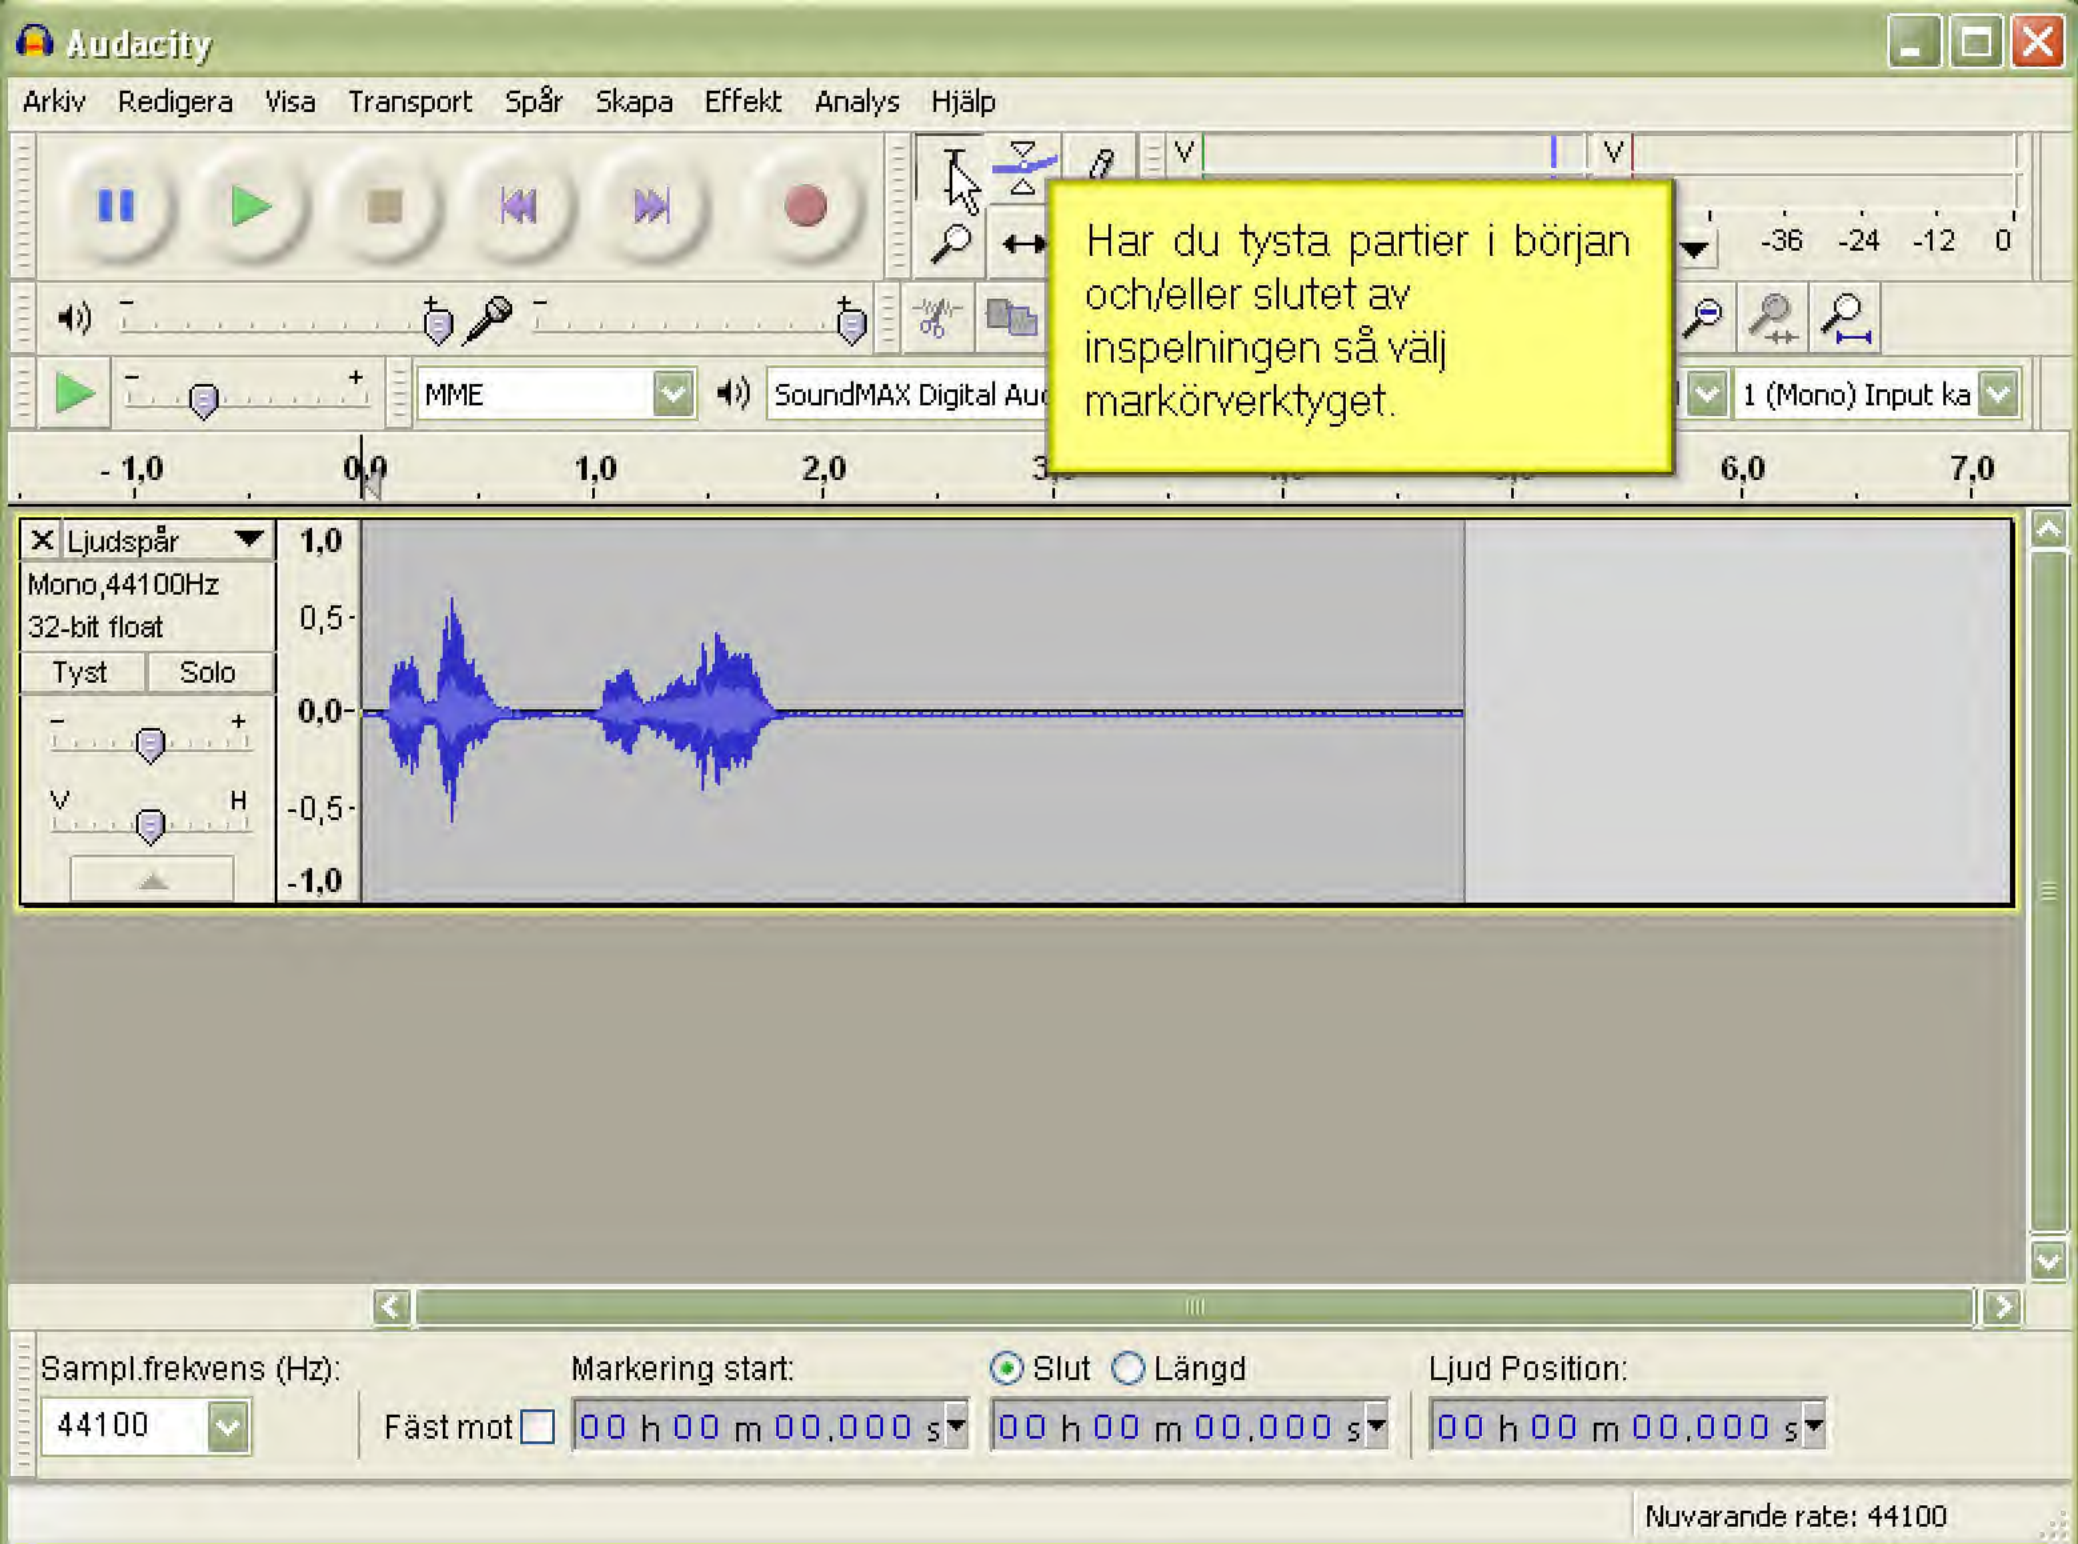 Audacity
Arkiv Redigera Visa Transport Spår Skapa Effekt Analys Hjälp
V V
-36 -24 -12 0
Har du tysta partier i början
och/eller slutet av
inspelningen så välj
markörverktyget.
- + - +
- + MME SoundMAX Digital Aud 1 (Mono) Input ka
- 1,0 0,0 1,0 2,0 6,0 7,0
X Ljudspår 1,0
Mono,44100Hz
32-bit float 0,5-
Tyst Solo
0,0-
- +
V H -0,5-
-1,0
Sampl.frekvens (Hz): Markering start: Slut Längd Ljud Position:
44100 Fäst mot 00 h 00 m 00.000 s 00 h 00 m 00.000 s 00 h 00 m 00.000 s
Nuvarande rate: 44100